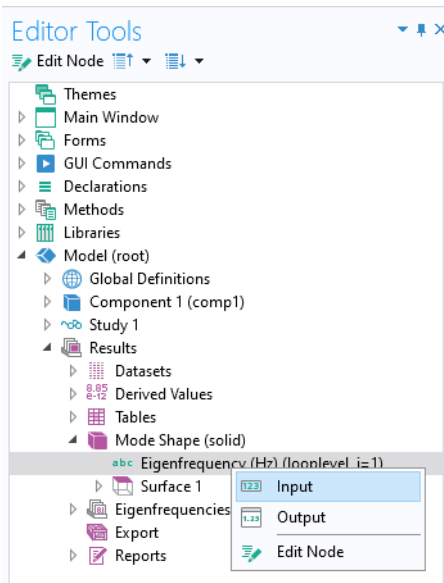 Editor Tools
Edit Node
Themes
Main Window
Forms
GUI Commands
Declarations
Methods
Libraries
Model (root)
Global Definitions
Component 1 (comp1)
Study 1
Results
Datasets
8.85
e-12
Derived Values
Tables
Mode Shape (solid)
abc Eigenfrequency (Hz) (looplevel_i=1)
Surface 1
123 Input
Eigenfrequencies
1.23 Output
Export
Edit Node
Reports